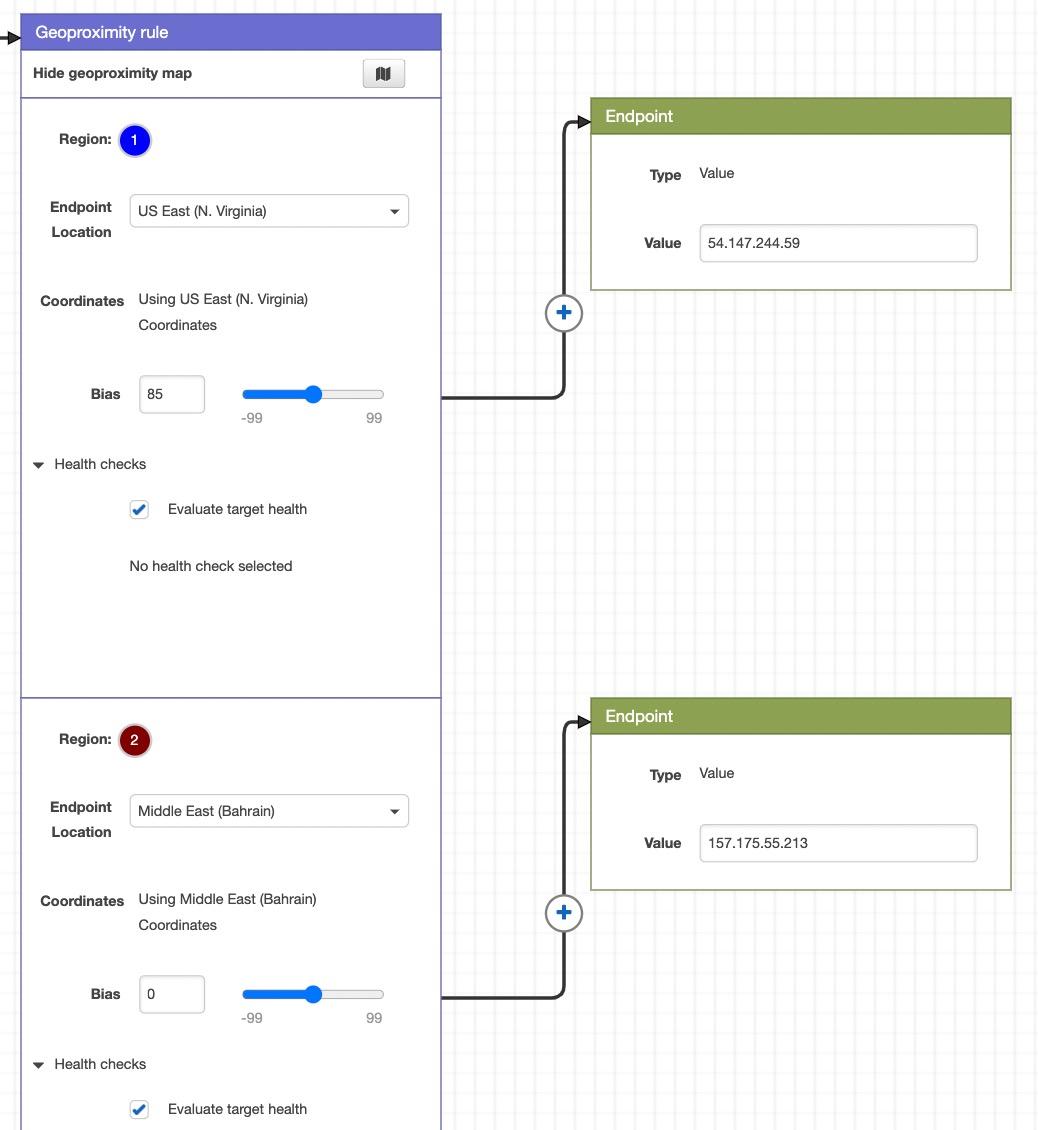 Geoproximity rule
Hide geoproximity map
Region: 1
Endpoint
Location
US East (N. Virginia)
Coordinates
Using US East (N. Virginia)
Coordinates
Bias
85
-99
99
Health checks
Evaluate target health
No health check selected
Endpoint
Type
Value
Value
54.147.244.59
Region: 2
Endpoint
Location
Middle East (Bahrain)
Coordinates
Using Middle East (Bahrain)
Coordinates
Bias
0
-99
99
Health checks
Evaluate target health
Endpoint
Type
Value
Value
157.175.55.213